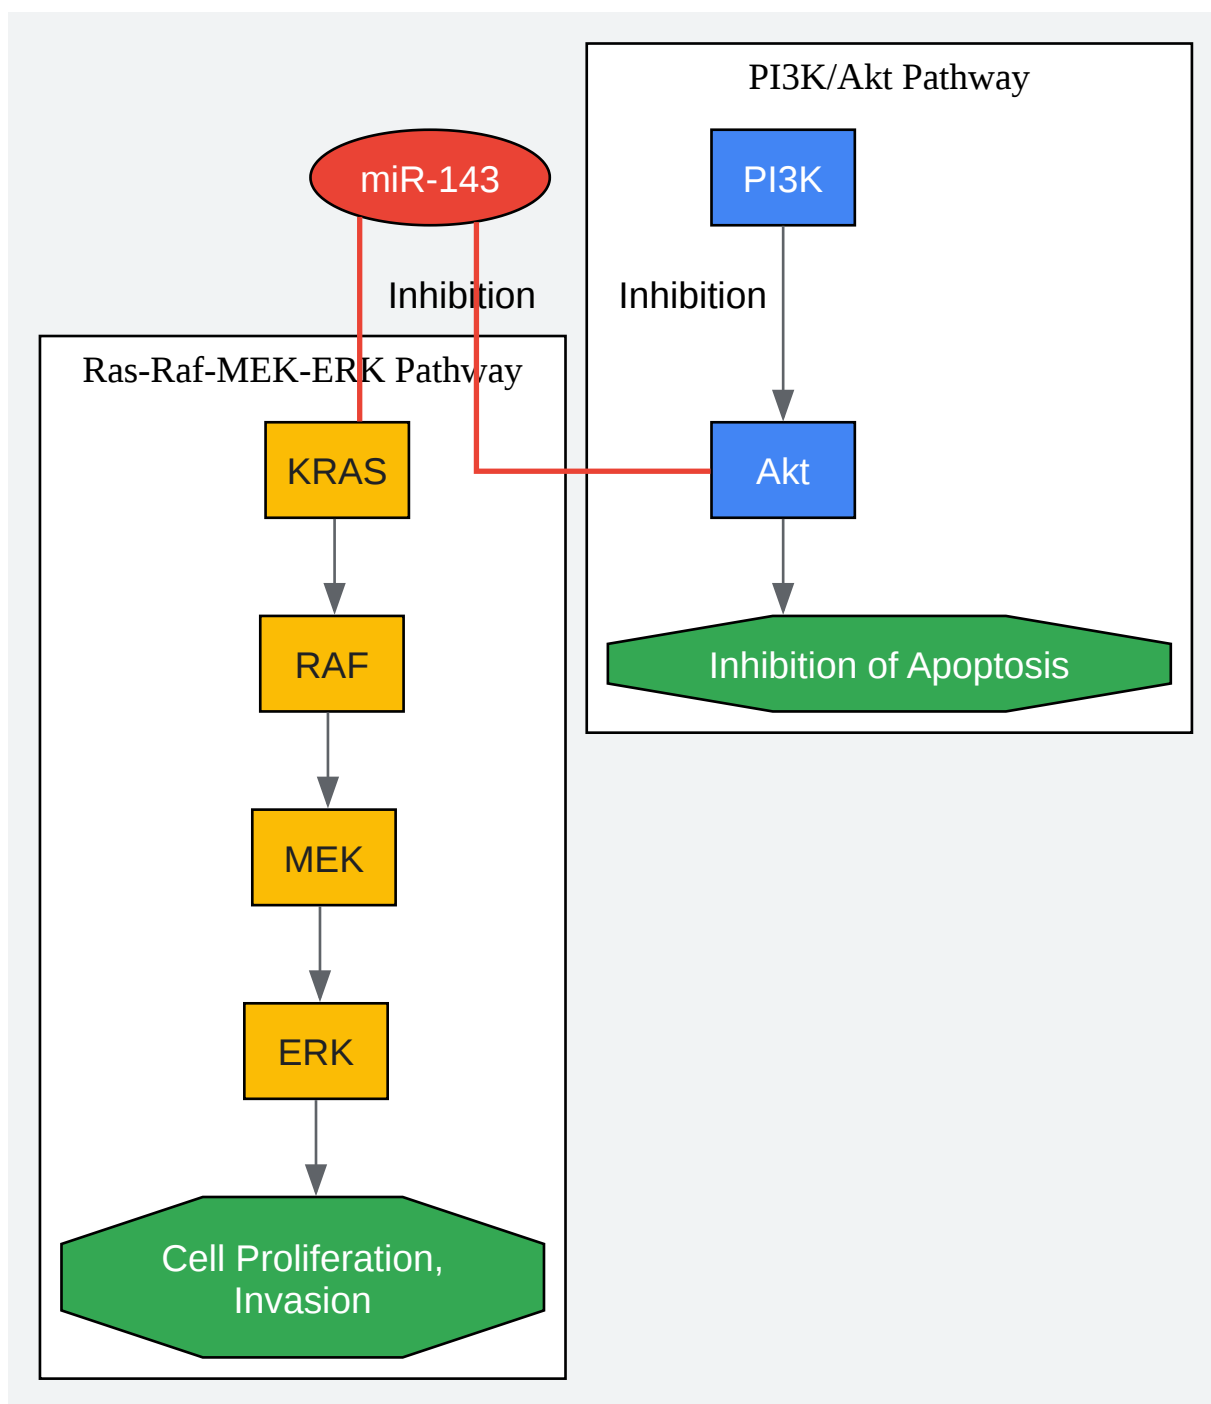 PI3K/Akt Pathway
miR-143
PI3K
Inhibition
Inhibition
Ras-Raf-MEK-ERK Pathway
KRAS
Akt
RAF
Inhibition of Apoptosis
MEK
ERK
Cell Proliferation,
Invasion